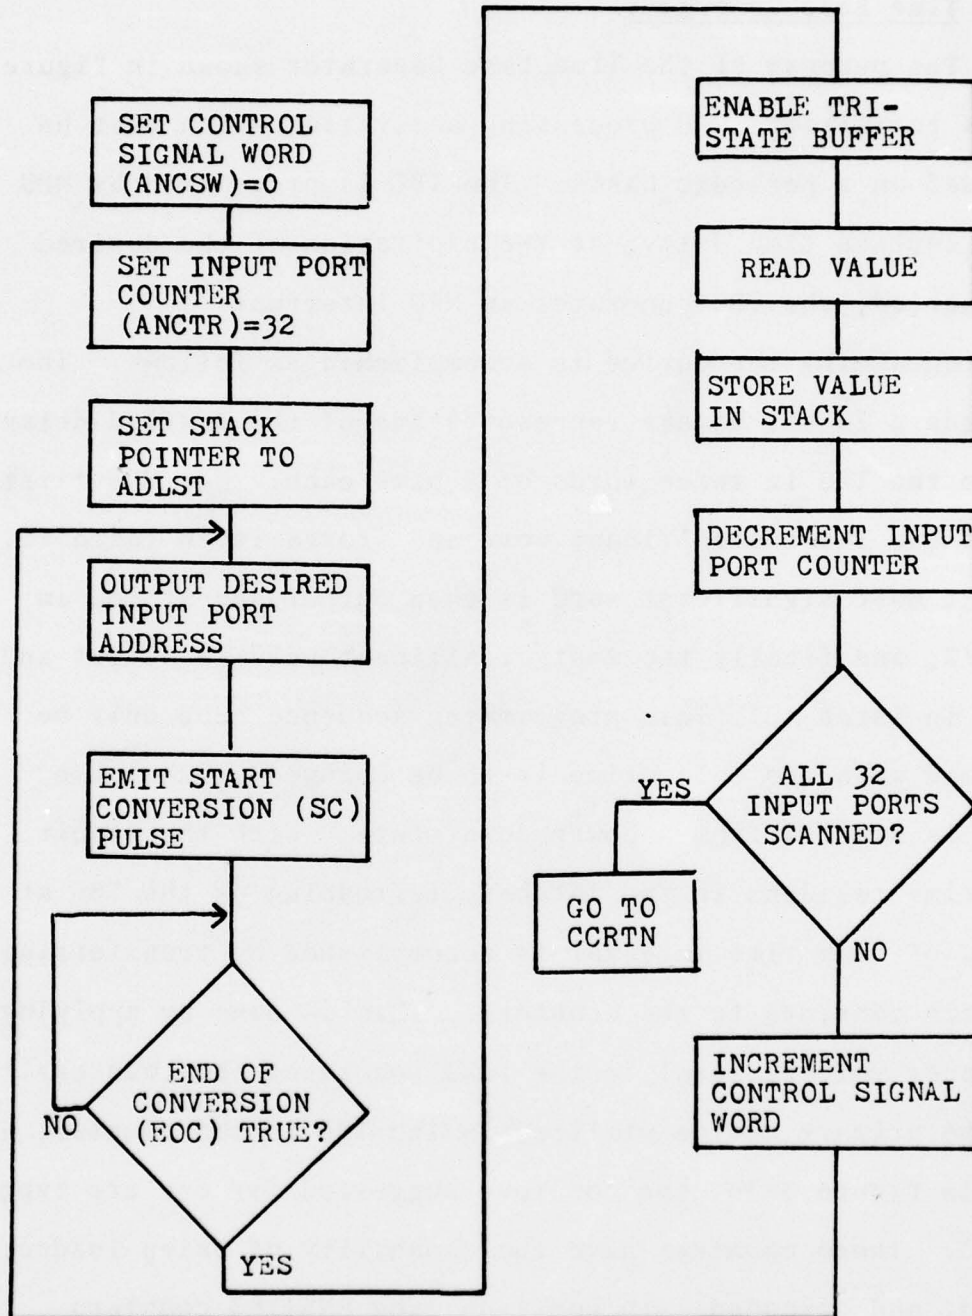 SET CONTROL
SIGNAL WORD
(ANCSW)=0
SET INPUT PORT
COUNTER
(ANCTR)=32
SET STACK
POINTER TO
ADLST
OUTPUT DESIRED
INPUT PORT
ADDRESS
EMIT START
CONVERSION (SC)
PULSE
END OF
CONVERSION
(EOC) TRUE?
NO
YES
ENABLE TRI-
STATE BUFFER
READ VALUE
STORE VALUE
IN STACK
DECREMENT INPUT
PORT COUNTER
ALL 32
INPUT PORTS
SCANNED?
YES
GO TO
CCRTN
NO
INCREMENT
CONTROL SIGNAL
WORD